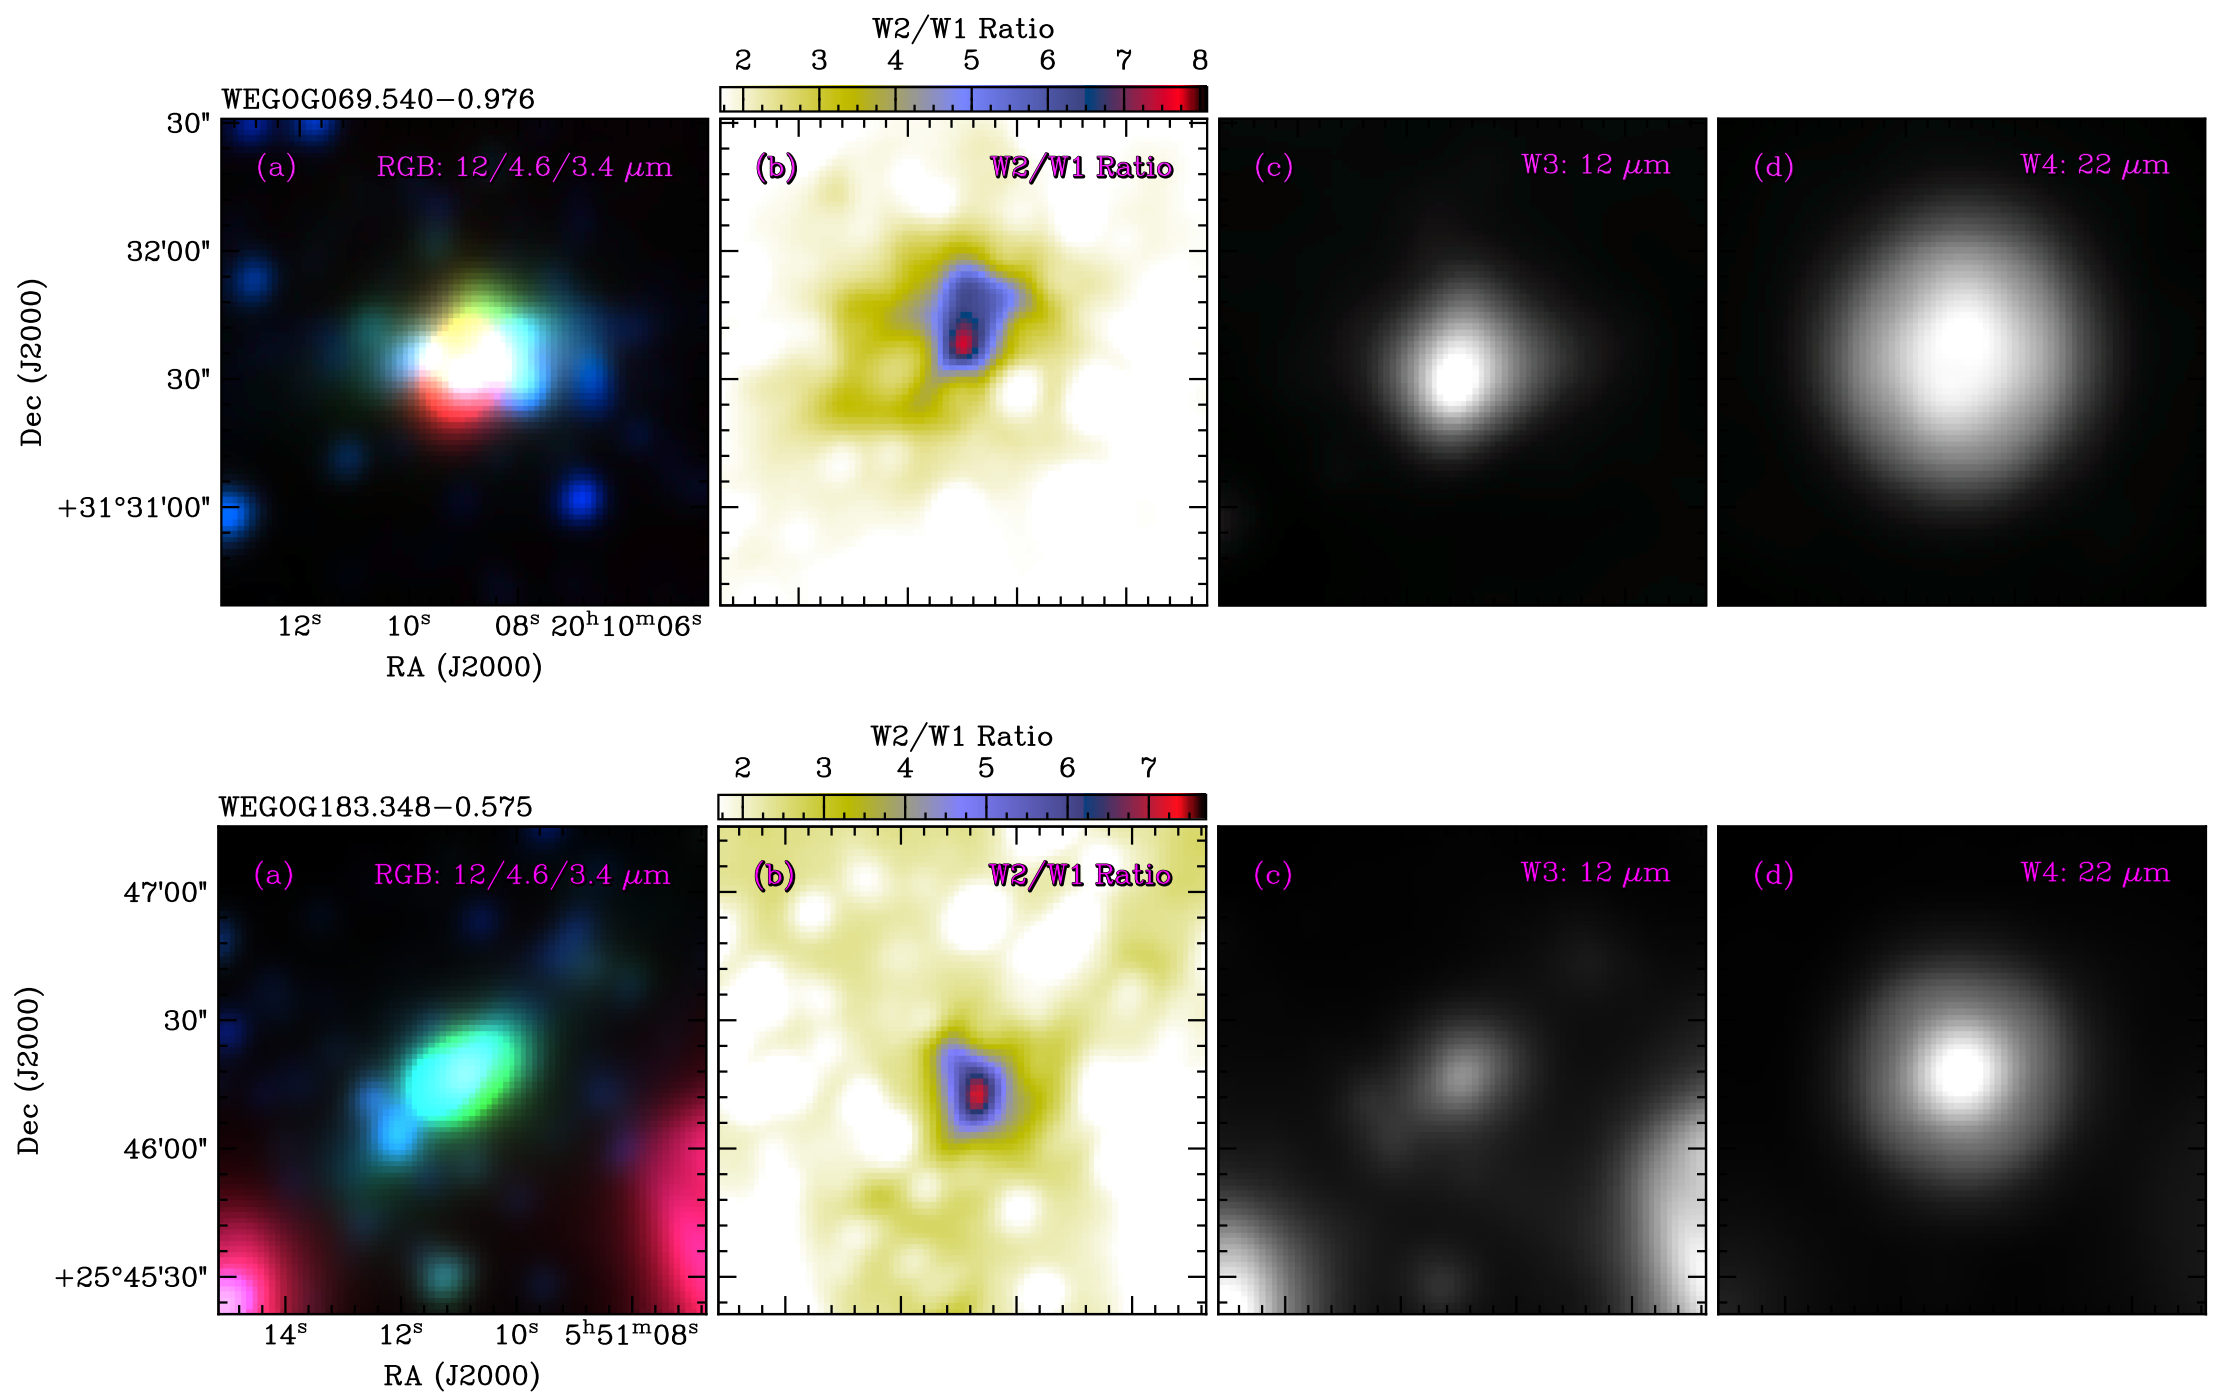 W2/W1 Ratio
2 3 4 5 6 7 8
WEGOG069.540−0.976
(a) RGB: 12/4.6/3.4 μm
(b) W2/W1 Ratio
(c) W3: 12 μm
(d) W4: 22 μm
30"
32'00"
30"
+31°31'00"
Dec (J2000)
12ˢ 10ˢ 08ˢ 20ʰ10ᵐ06ˢ
RA (J2000)
W2/W1 Ratio
2 3 4 5 6 7
WEGOG183.348−0.575
(a) RGB: 12/4.6/3.4 μm
(b) W2/W1 Ratio
(c) W3: 12 μm
(d) W4: 22 μm
47'00"
30"
46'00"
+25°45'30"
Dec (J2000)
14ˢ 12ˢ 10ˢ 5ʰ51ᵐ08ˢ
RA (J2000)